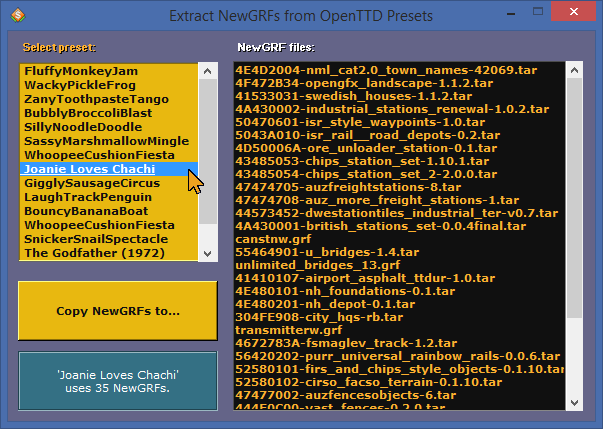 Extract NewGRFs from OpenTTD Presets
Select preset:
FluffyMonkeyJam
WackyPickleFrog
ZanyToothpasteTango
BubblyBroccoliBlast
SillyNoodleDoodle
SassyMarshmallowMingle
WhoopeeCushionFiesta
Joanie Loves Chachi
GigglySausageCircus
LaughTrackPenguin
BouncyBananaBoat
WhoopeeCushionFiesta
SnickerSnailSpectacle
The Godfather (1972)
Copy NewGRFs to...
'Joanie Loves Chachi'
uses 35 NewGRFs.
NewGRF files:
4E4D2004-nml_cat2.0_town_names-42069.tar
4F472B34-opengfx_landscape-1.1.2.tar
41533031-swedish_houses-1.1.2.tar
4A430002-industrial_stations_renewal-1.0.2.tar
50470601-isr_style_waypoints-1.0.tar
5043A010-isr_rail__road_depots-0.2.tar
4D50006A-ore_unloader_station-0.1.tar
43485053-chips_station_set-1.10.1.tar
43485054-chips_station_set_2-2.0.0.tar
47474705-auzfreightstations-8.tar
47474708-auz_more_freight_stations-1.tar
44573452-dwestationtiles_industrial_ter-v0.7.tar
4A430001-british_stations_set-0.0.4final.tar
canstnw.grf
55464901-u_bridges-1.4.tar
unlimited_bridges_13.grf
41410107-airport_asphalt_ttdur-1.0.tar
4E480101-nh_foundations-0.1.tar
4E480201-nh_depot-0.1.tar
304FE908-city_hqs-rb.tar
transmitterw.grf
4672783A-fsmaglev_track-1.2.tar
56420202-purr_universal_rainbow_rails-0.0.6.tar
52580101-firs_and_chips_style_objects-0.1.10.tar
52580102-cirso_facso_terrain-0.1.10.tar
47477002-auzfencesobjects-6.tar
444E0C00-vast_fences-0.2.0.tar